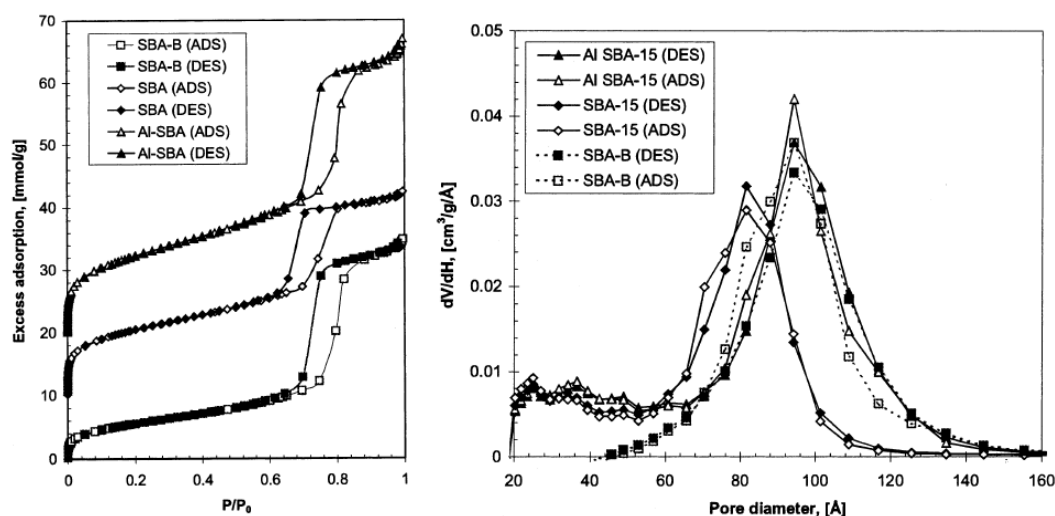 70
60
50
40
30
20
10
0
Excess adsorption, [mmol/g]
SBA-B (ADS)
SBA-B (DES)
SBA (ADS)
SBA (DES)
Al-SBA (ADS)
Al-SBA (DES)
0 0.2 0.4 0.6 0.8 1
P/P₀
0.05
0.04
0.03
0.02
0.01
0
dV/dH, [cm³/g/Å]
Al SBA-15 (DES)
Al SBA-15 (ADS)
SBA-15 (DES)
SBA-15 (ADS)
SBA-B (DES)
SBA-B (ADS)
20 40 60 80 100 120 140 160
Pore diameter, [Å]